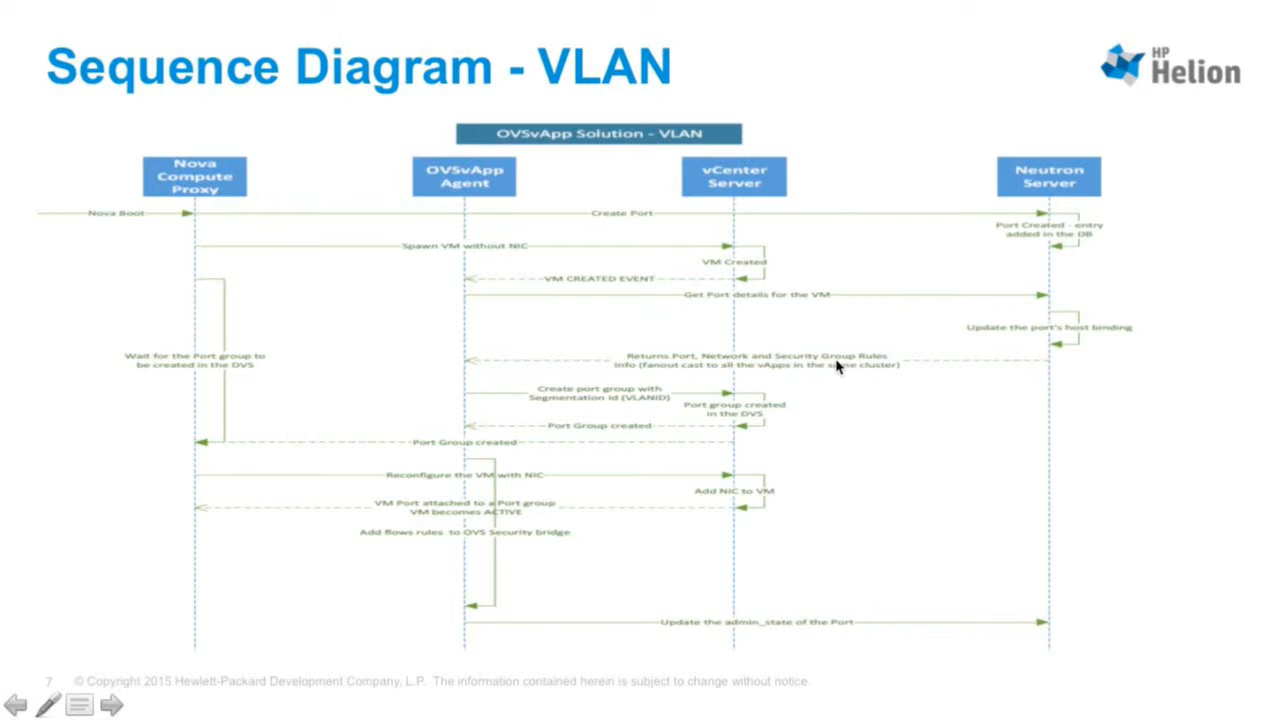 Sequence Diagram - VLAN
HP
Helion
OVSvApp Solution - VLAN
Nova
Compute
Proxy
OVSvApp
Agent
vCenter
Server
Neutron
Server
Nova Boot
Create Port
Port Created - entry
added in the DB
Spawn VM without NIC
VM Created
VM CREATED EVENT
Get Port details for the VM
Update the port's host binding
Wait for the Port group to
be created in the DVS
Returns Port, Network and Security Group Rules
Info (fanout cast to all the vApps in the same cluster)
Create port group with
Segmentation id (VLANID)
Port group created
in the DVS
Port Group created
Port Group created
Reconfigure the VM with NIC
Add NIC to VM
VM Port attached to a Port group
VM becomes ACTIVE
Add flows rules to OVS Security bridge
Update the admin_state of the Port
7 © Copyright 2015 Hewlett-Packard Development Company, L.P. The information contained herein is subject to change without notice.